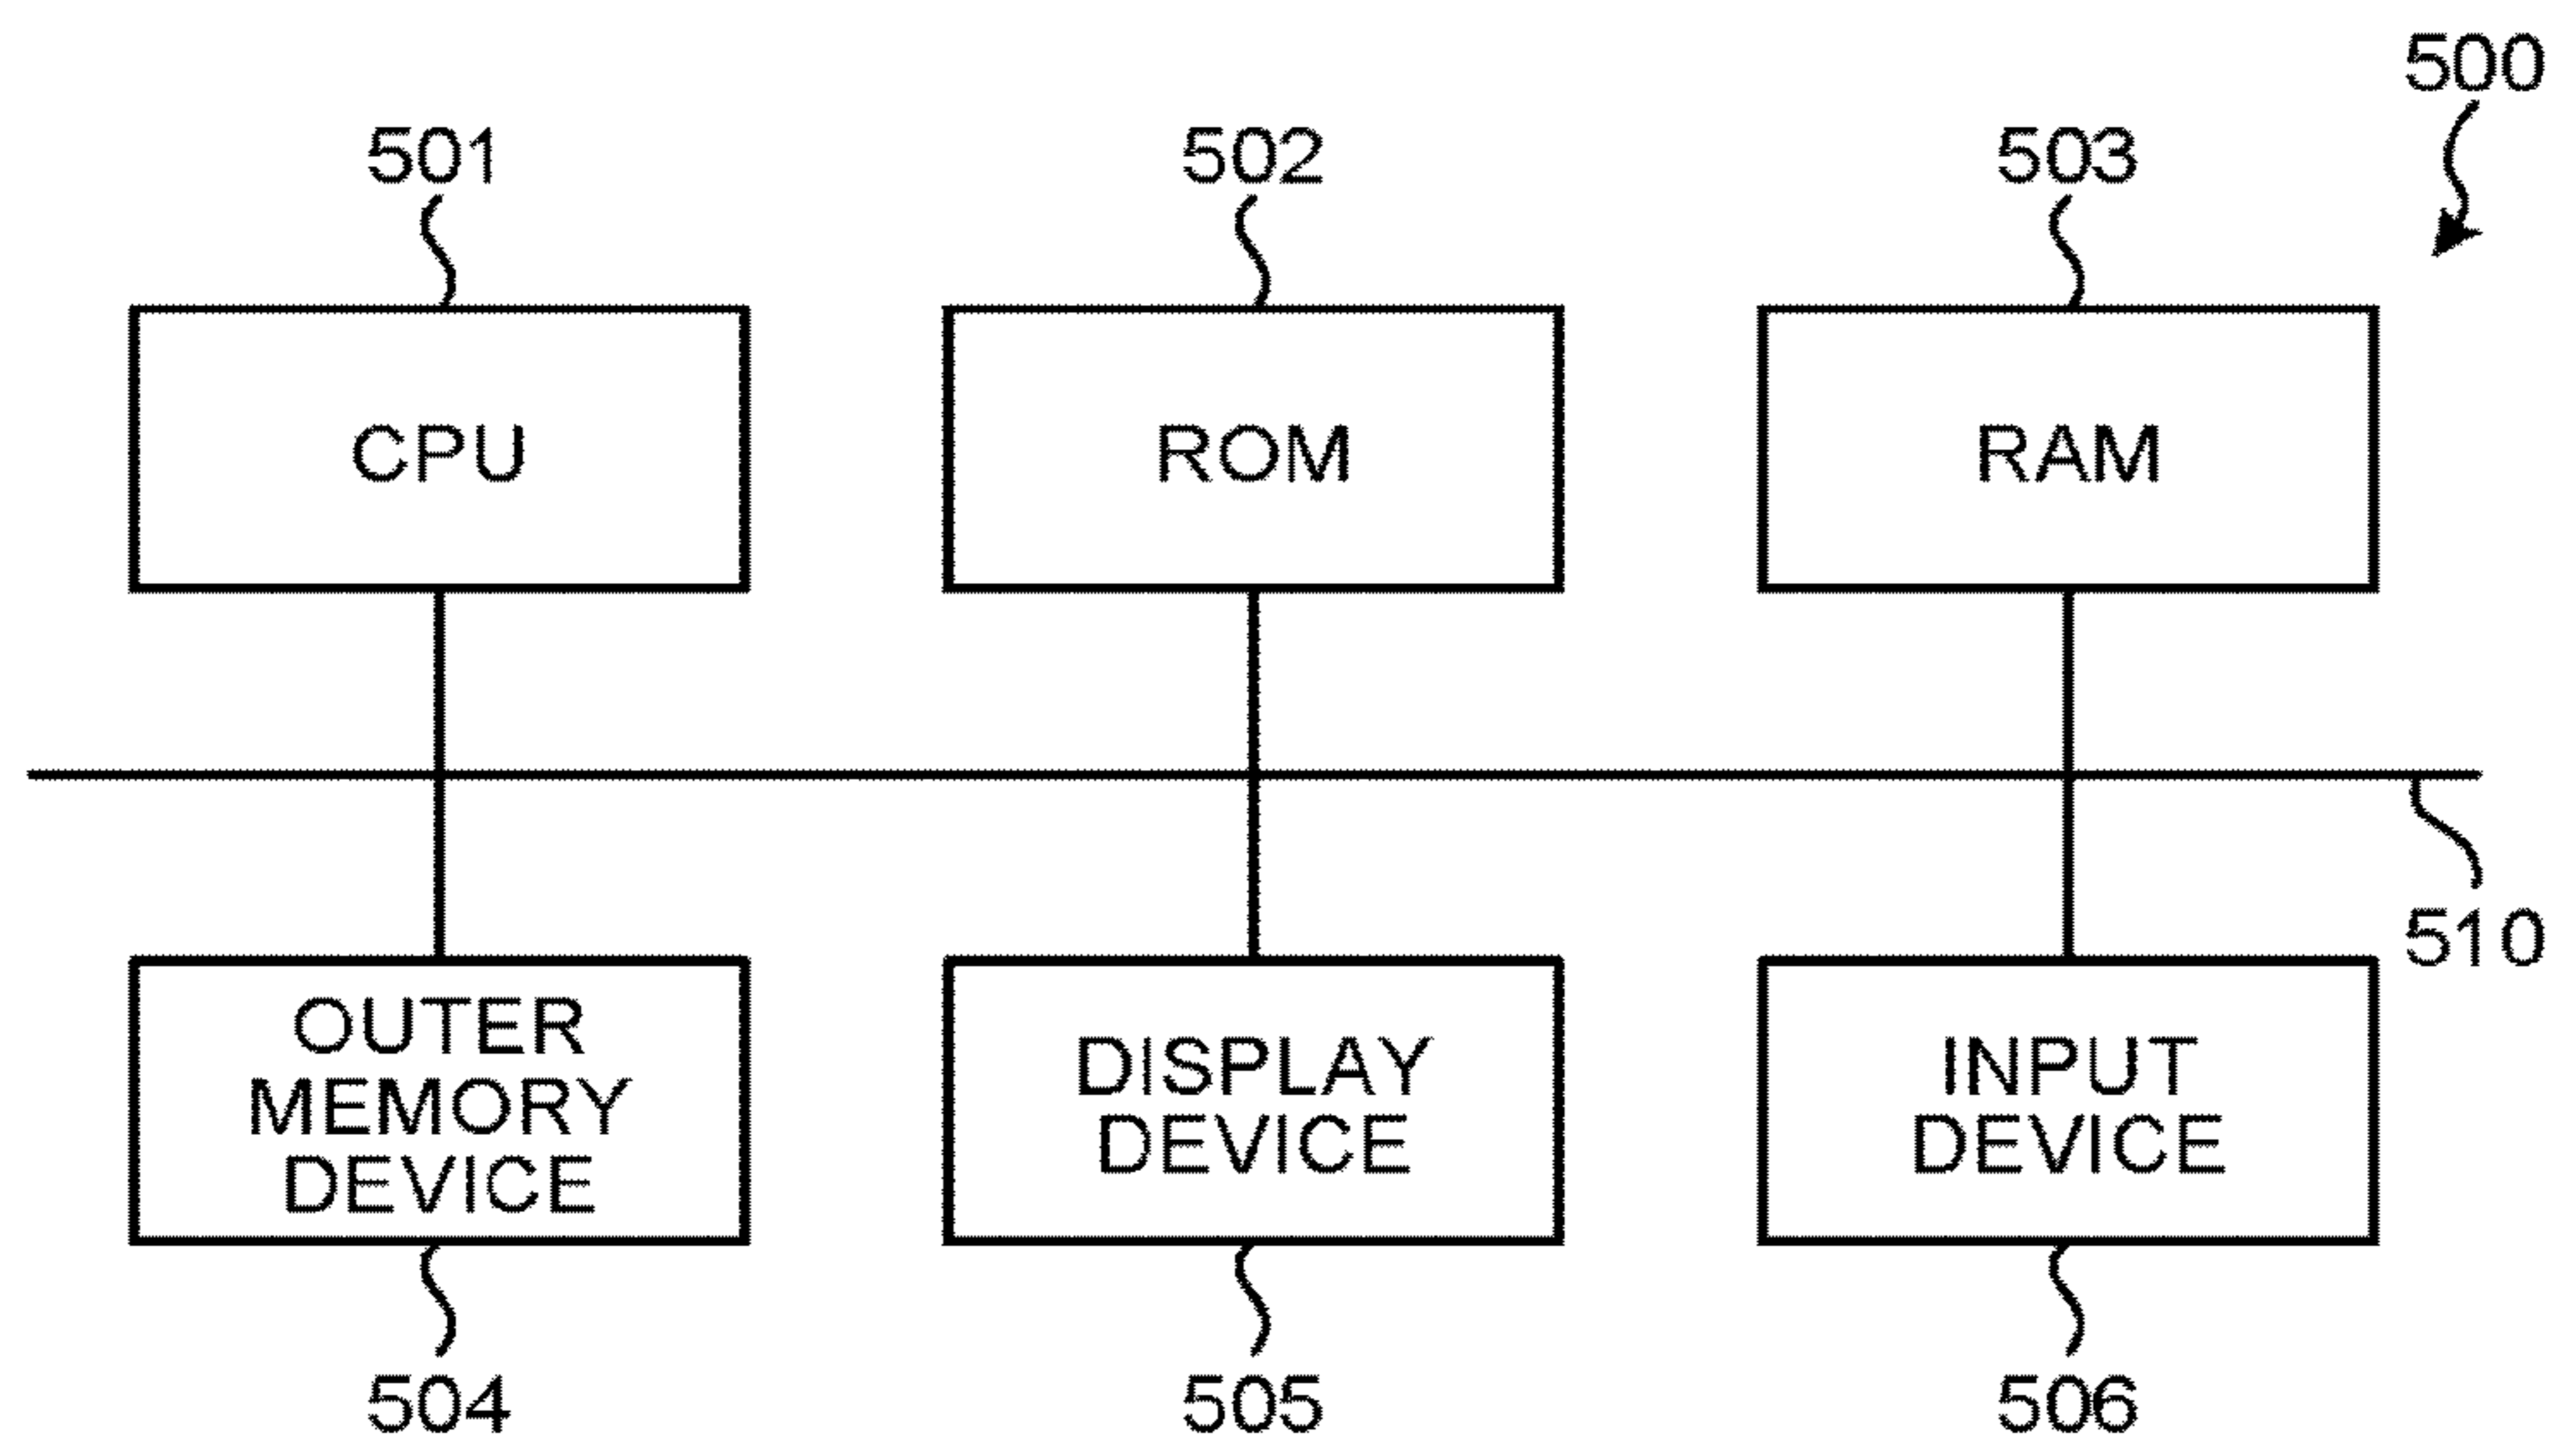 500
501
502
503
CPU
ROM
RAM
510
OUTER
MEMORY
DEVICE
DISPLAY
DEVICE
INPUT
DEVICE
504
505
506